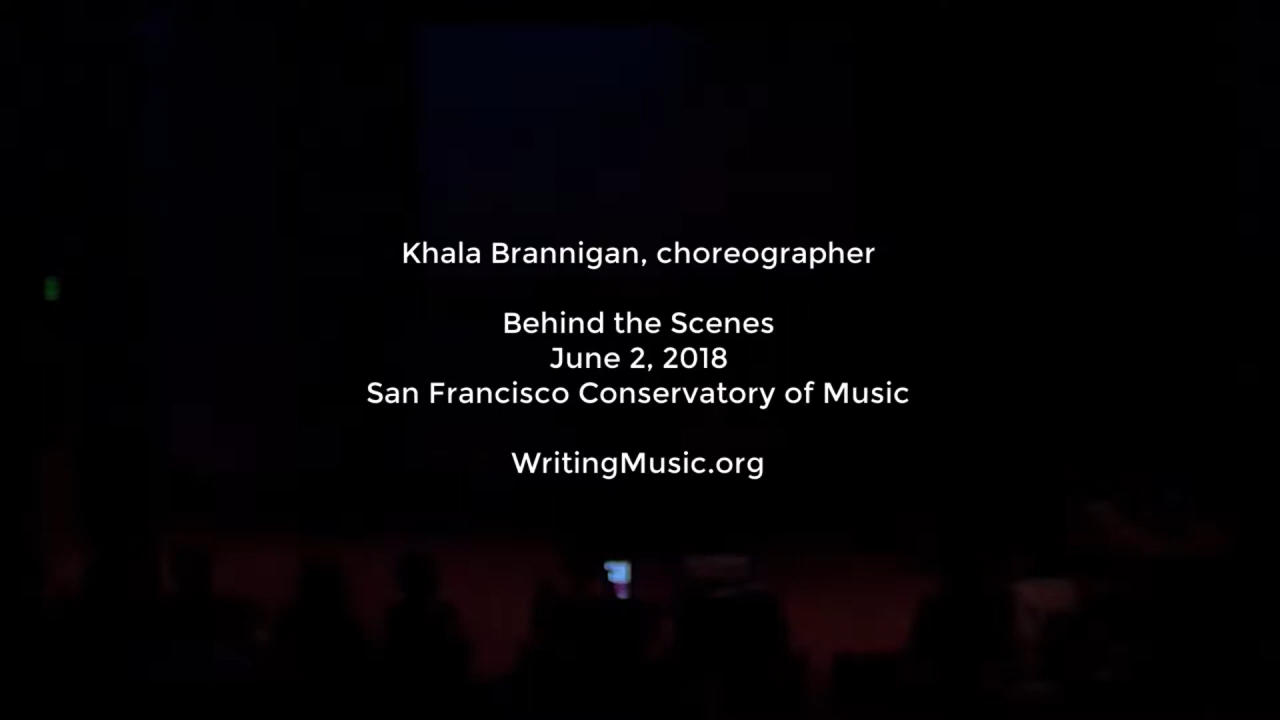 Khala Brannigan, choreographer
Behind the Scenes
June 2, 2018
San Francisco Conservatory of Music
WritingMusic.org